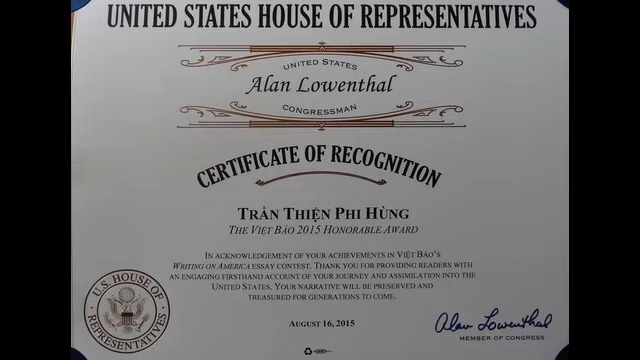 UNITED STATES HOUSE OF REPRESENTATIVES
UNITED STATES
Alan Lowenthal
CONGRESSMAN
CERTIFICATE OF RECOGNITION
TRẦN THIỆN PHI HÙNG
THE VIỆT BÁO 2015 HONORABLE AWARD
IN ACKNOWLEDGEMENT OF YOUR ACHIEVEMENTS IN VIỆT BÁO'S
WRITING ON AMERICA ESSAY CONTEST. THANK YOU FOR PROVIDING READERS WITH
AN ENGAGING FIRSTHAND ACCOUNT OF YOUR JOURNEY AND ASSIMILATION INTO THE
UNITED STATES. YOUR NARRATIVE WILL BE PRESERVED AND
TREASURED FOR GENERATIONS TO COME.
AUGUST 16, 2015
U.S. HOUSE OF REPRESENTATIVES
Alan Lowenthal
MEMBER OF CONGRESS